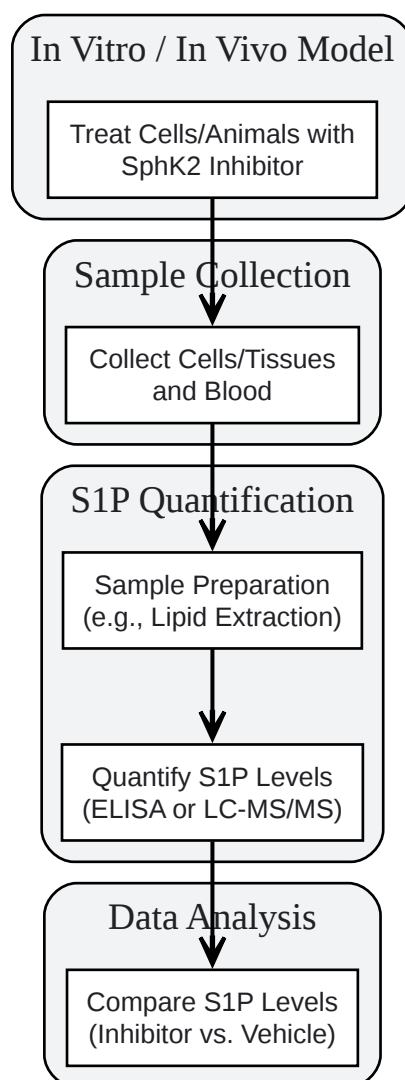 In Vitro / In Vivo Model
Treat Cells/Animals with
SphK2 Inhibitor
Sample Collection
Collect Cells/Tissues
and Blood
S1P Quantification
Sample Preparation
(e.g., Lipid Extraction)
Quantify S1P Levels
(ELISA or LC-MS/MS)
Data Analysis
Compare S1P Levels
(Inhibitor vs. Vehicle)